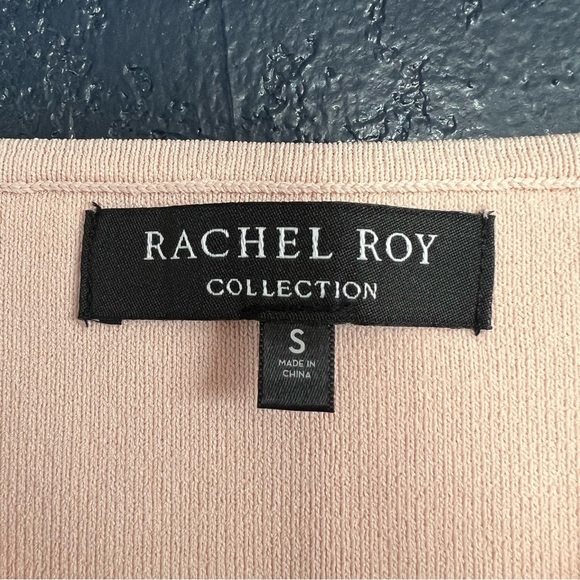 RACHEL ROY
COLLECTION
S
MADE IN
CHINA